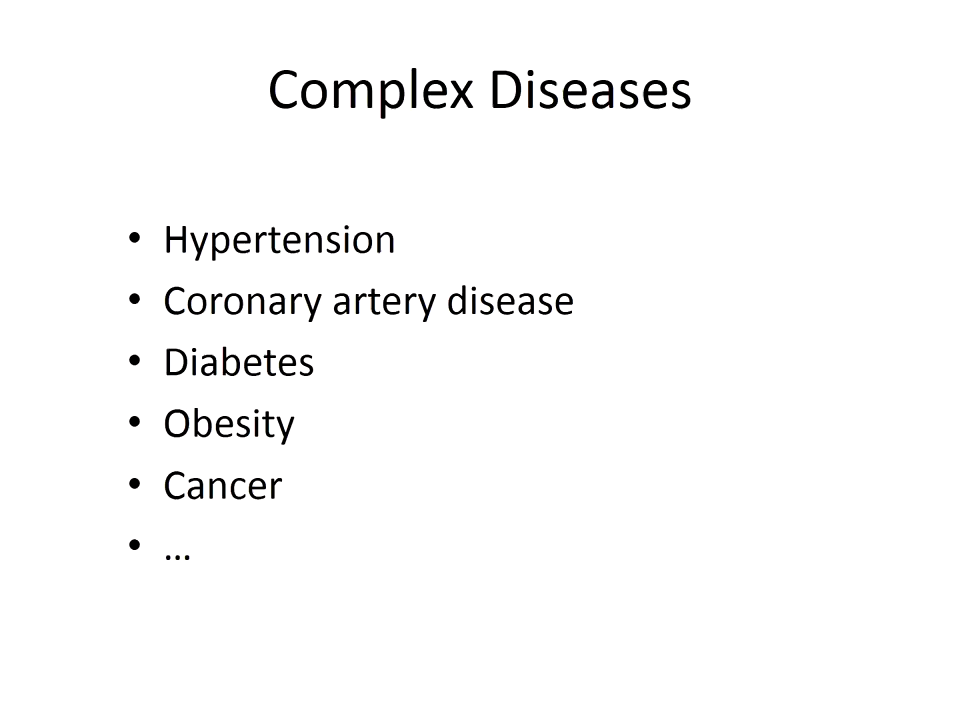 Complex Diseases
• Hypertension
• Coronary artery disease
• Diabetes
• Obesity
• Cancer
• …